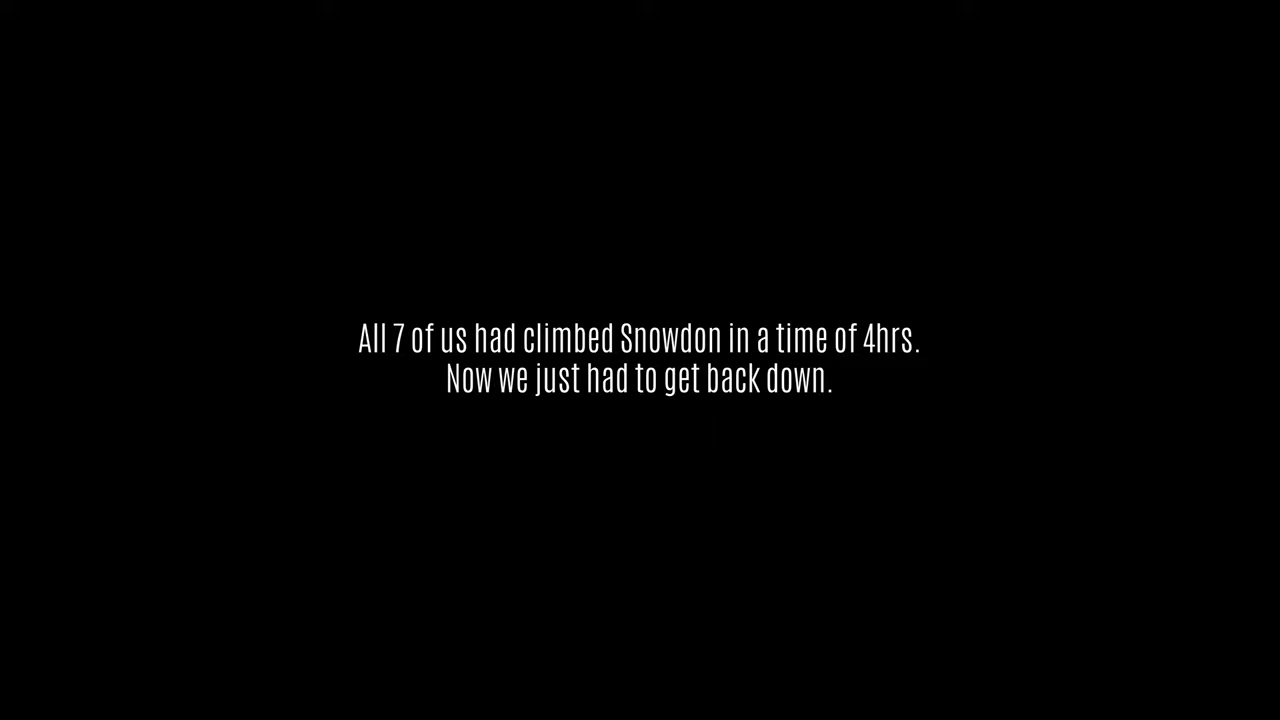 All 7 of us had climbed Snowdon in a time of 4hrs.
Now we just had to get back down.